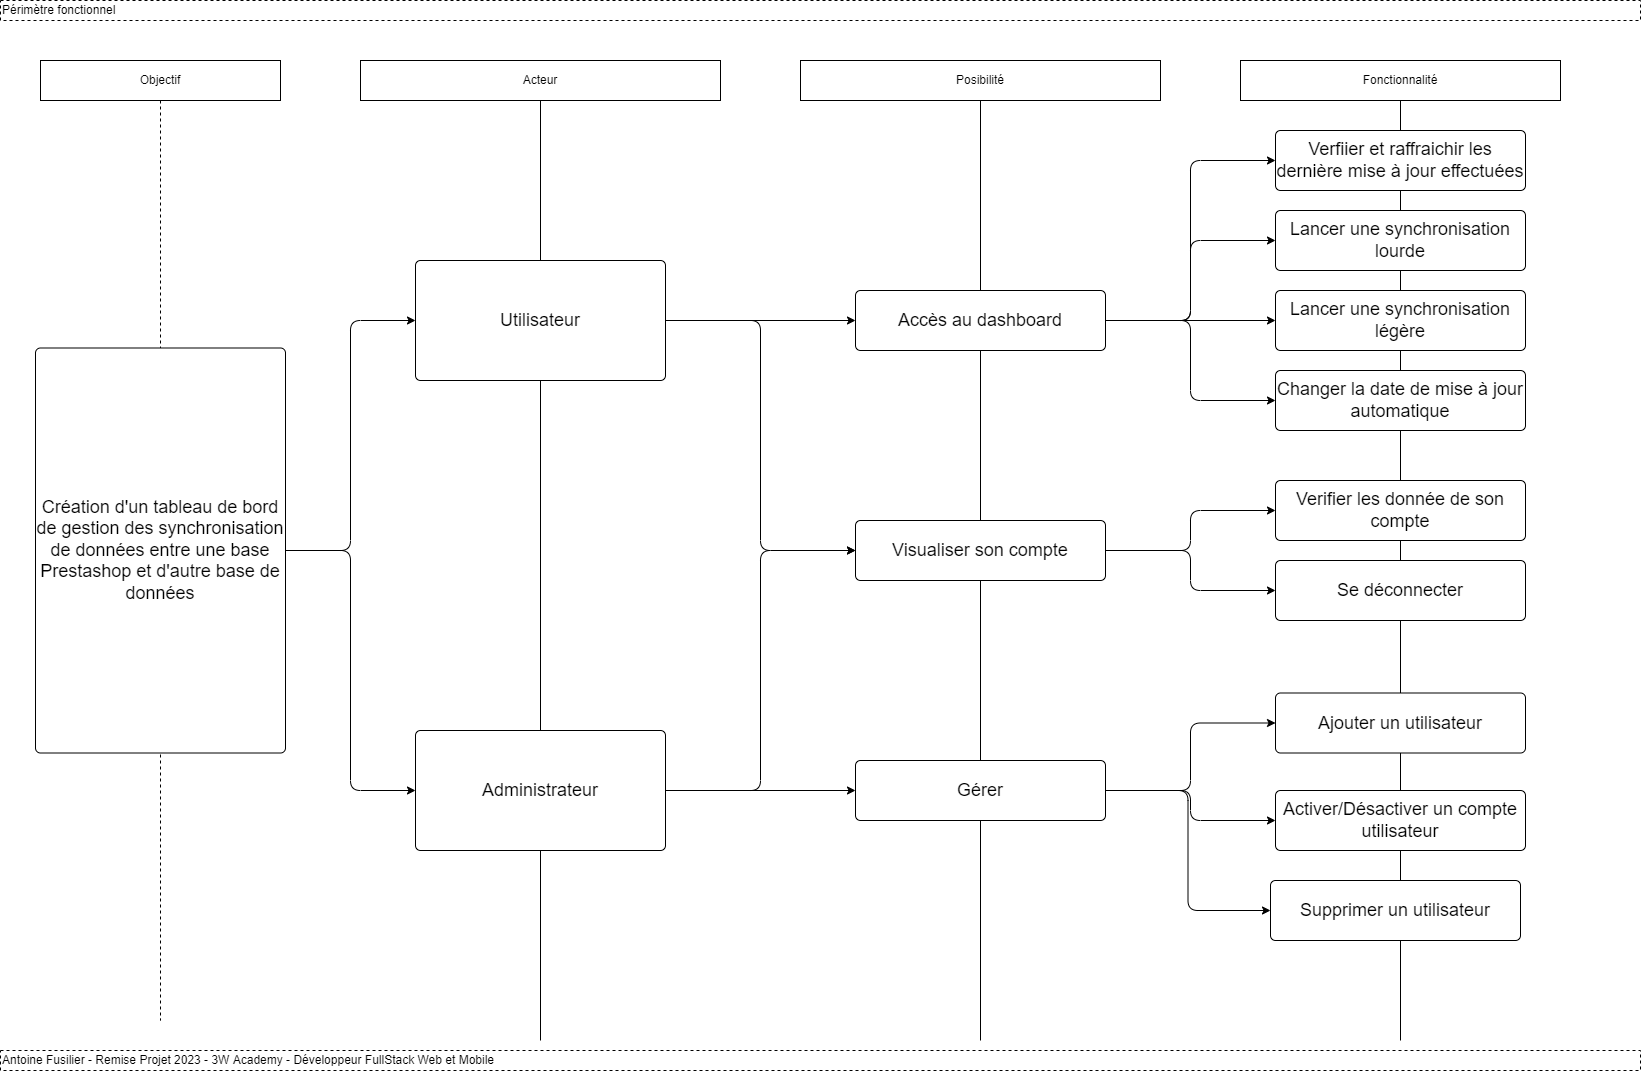 Périmètre fonctionnel
Objectif
Acteur
Posibilité
Fonctionnalité
Création d'un tableau de bord
de gestion des synchronisation
de données entre une base
Prestashop et d'autre base de
données
Utilisateur
Administrateur
Accès au dashboard
Visualiser son compte
Gérer
Verfiier et raffraichir les
dernière mise à jour effectuées
Lancer une synchronisation
lourde
Lancer une synchronisation
légère
Changer la date de mise à jour
automatique
Verifier les donnée de son
compte
Se déconnecter
Ajouter un utilisateur
Activer/Désactiver un compte
utilisateur
Supprimer un utilisateur
Antoine Fusilier - Remise Projet 2023 - 3W Academy - Développeur FullStack Web et Mobile